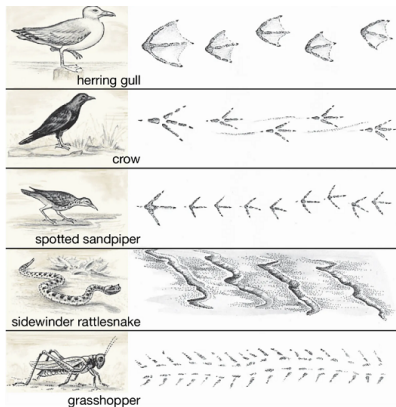 herring gull
crow
spotted sandpiper
sidewinder rattlesnake
grasshopper